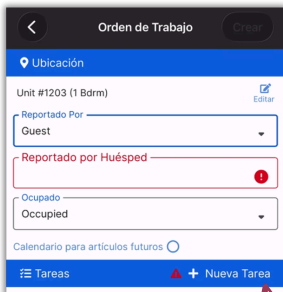 Orden de Trabajo
Crear
Ubicación
Unit #1203 (1 Bdrm)
Editar
Reportado Por
Guest
Reportado por Huésped
Ocupado
Occupied
Calendario para artículos futuros
Tareas
+ Nueva Tarea